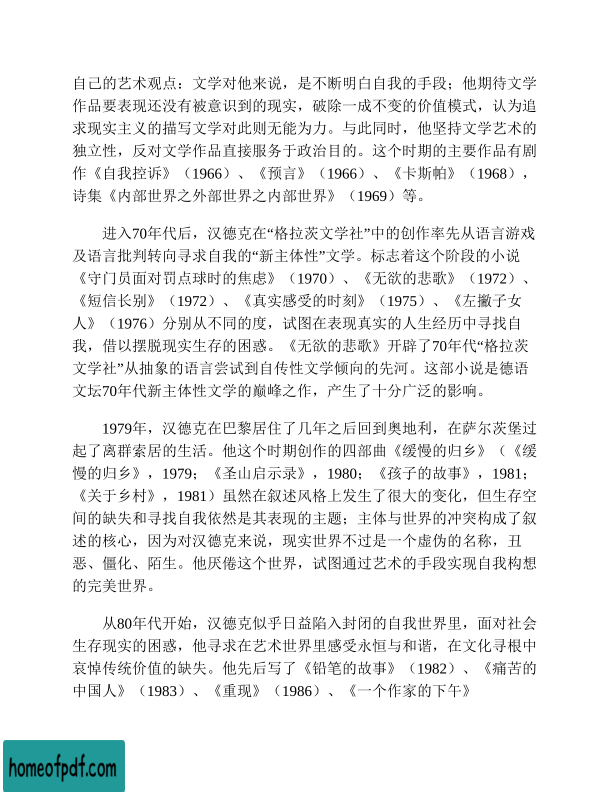 自己的艺术观点：文学对他来说，是不断明白自我的手段；他期待文学
作品要表现还没有被意识到的现实，破除一成不变的价值模式，认为追
求现实主义的描写文学对此则无能为力。与此同时，他坚持文学艺术的
独立性，反对文学作品直接服务于政治目的。这个时期的主要作品有剧
作《自我控诉》（1966）、《预言》（1966）、《卡斯帕》（1968），
诗集《内部世界之外部世界之内部世界》（1969）等。
进入70年代后，汉德克在“格拉茨文学社”中的创作率先从语言游戏
及语言批判转向寻求自我的“新主体性”文学。标志着这个阶段的小说
《守门员面对罚点球时的焦虑》（1970）、《无欲的悲歌》（1972）、
《短信长别》（1972）、《真实感受的时刻》（1975）、《左撇子女
人》（1976）分别从不同的度，试图在表现真实的人生经历中寻找自
我，借以摆脱现实生存的困惑。《无欲的悲歌》开辟了70年代“格拉茨
文学社”从抽象的语言尝试到自传性文学倾向的先河。这部小说是德语
文坛70年代新主体性文学的巅峰之作，产生了十分广泛的影响。
1979年，汉德克在巴黎居住了几年之后回到奥地利，在萨尔茨堡过
起了离群索居的生活。他这个时期创作的四部曲《缓慢的归乡》（《缓
慢的归乡》，1979；《圣山启示录》，1980；《孩子的故事》，1981；
《关于乡村》，1981）虽然在叙述风格上发生了很大的变化，但生存空
间的缺失和寻找自我依然是其表现的主题；主体与世界的冲突构成了叙
述的核心，因为对汉德克来说，现实世界不过是一个虚伪的名称，丑
恶、僵化、陌生。他厌倦这个世界，试图通过艺术的手段实现自我构想
的完美世界。
从80年代开始，汉德克似乎日益陷入封闭的自我世界里，面对社会
生存现实的困惑，他寻求在艺术世界里感受永恒与和谐，在文化寻根中
哀悼传统价值的缺失。他先后写了《铅笔的故事》（1982）、《痛苦的
中国人》（1983）、《重现》（1986）、《一个作家的下午》
homeofpdf.com